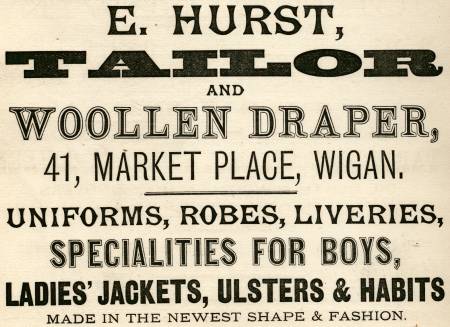 E. HURST,
TAILOR
AND
WOOLLEN DRAPER,
41, MARKET PLACE, WIGAN.
UNIFORMS, ROBES, LIVERIES,
SPECIALITIES FOR BOYS,
LADIES' JACKETS, ULSTERS & HABITS
MADE IN THE NEWEST SHAPE & FASHION.